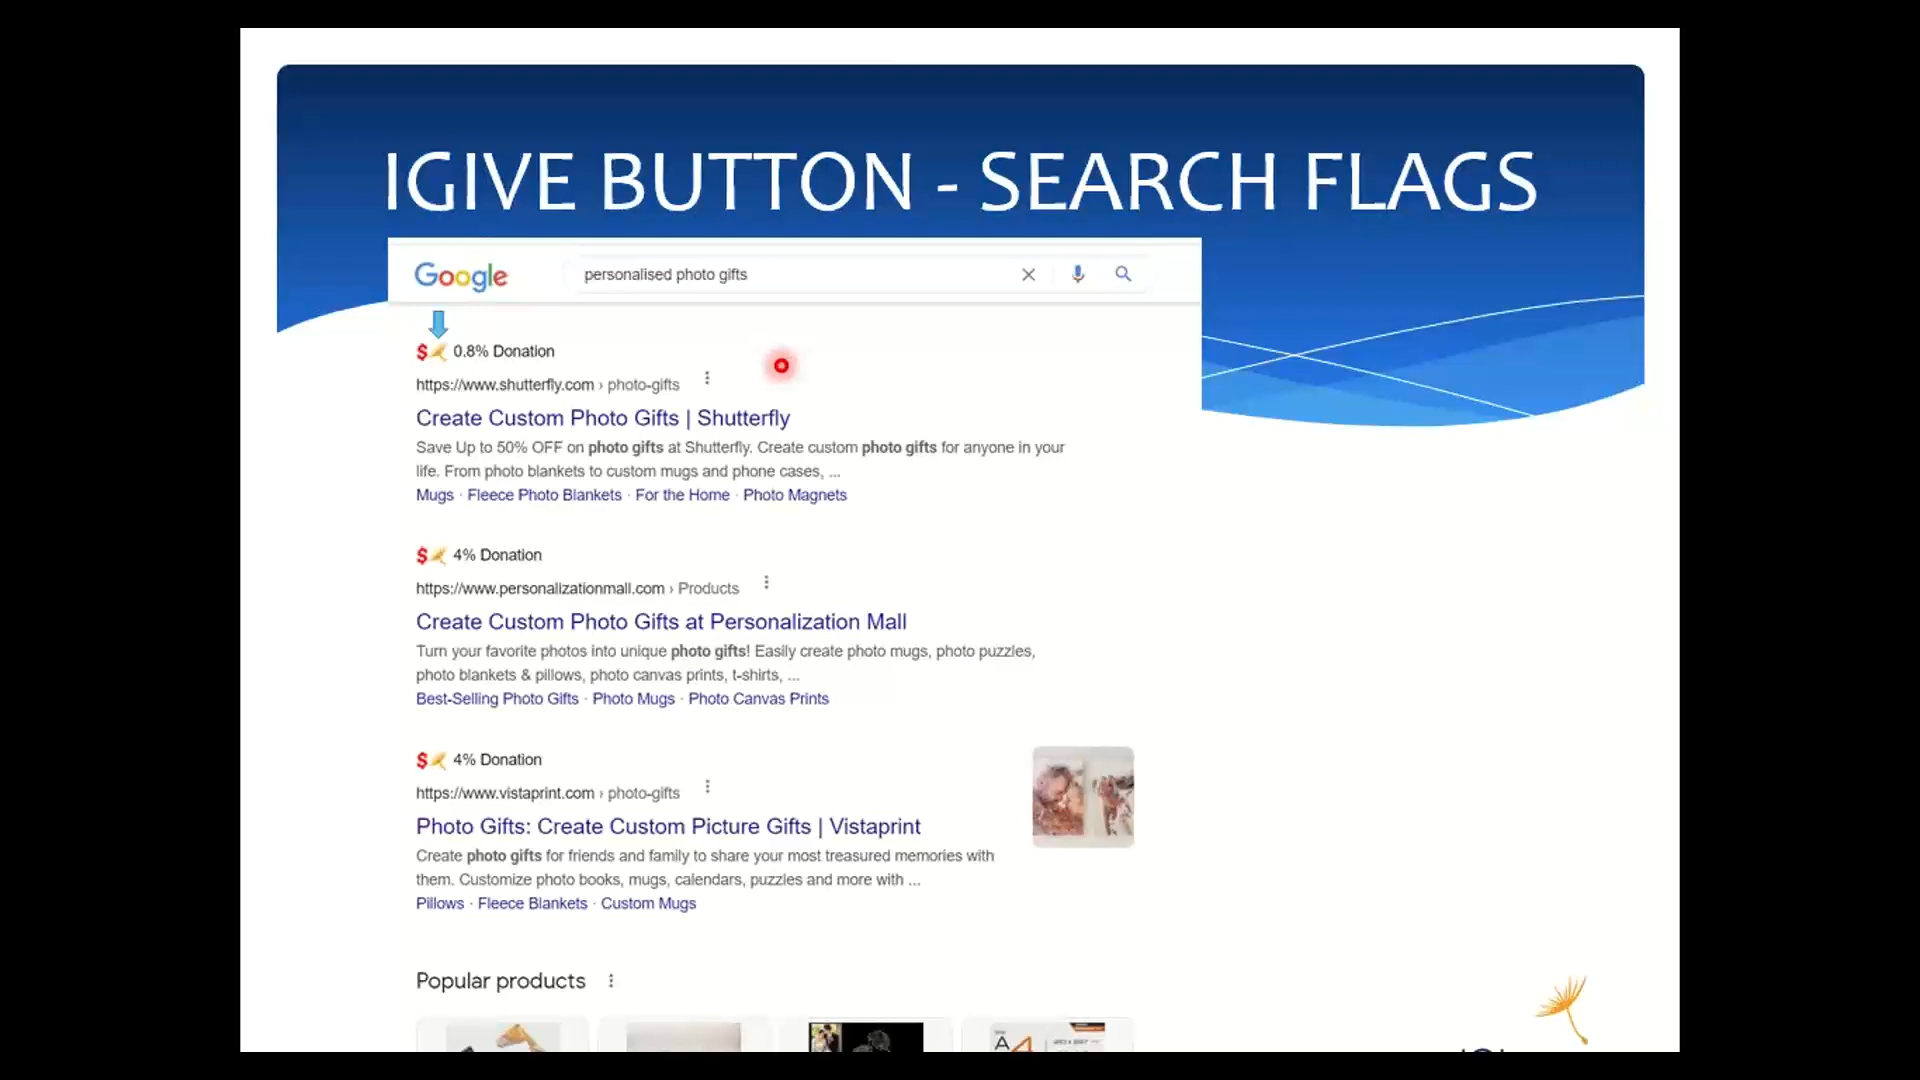 IGIVE BUTTON - SEARCH FLAGS
Google
personalised photo gifts
$ 0.8% Donation
https://www.shutterfly.com › photo-gifts
Create Custom Photo Gifts | Shutterfly
Save Up to 50% OFF on photo gifts at Shutterfly. Create custom photo gifts for anyone in your
life. From photo blankets to custom mugs and phone cases, ...
Mugs · Fleece Photo Blankets · For the Home · Photo Magnets
$ 4% Donation
https://www.personalizationmall.com › Products
Create Custom Photo Gifts at Personalization Mall
Turn your favorite photos into unique photo gifts! Easily create photo mugs, photo puzzles,
photo blankets & pillows, photo canvas prints, t-shirts, ...
Best-Selling Photo Gifts · Photo Mugs · Photo Canvas Prints
$ 4% Donation
https://www.vistaprint.com › photo-gifts
Photo Gifts: Create Custom Picture Gifts | Vistaprint
Create photo gifts for friends and family to share your most treasured memories with
them. Customize photo books, mugs, calendars, puzzles and more with ...
Pillows · Fleece Blankets · Custom Mugs
Popular products